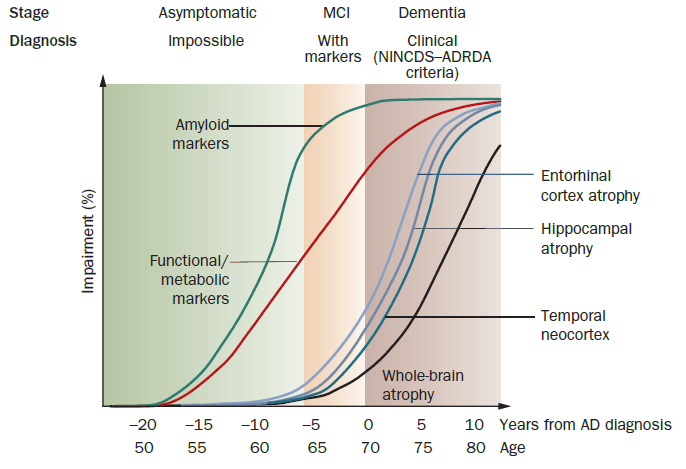 Stage Asymptomatic MCI Dementia
Diagnosis Impossible With markers Clinical (NINCDS–ADRDA criteria)
Impairment (%)
Amyloid
markers
Functional/
metabolic
markers
Entorhinal
cortex atrophy
Hippocampal
atrophy
Temporal
neocortex
Whole-brain
atrophy
–20 –15 –10 –5 0 5 10 Years from AD diagnosis
50 55 60 65 70 75 80 Age